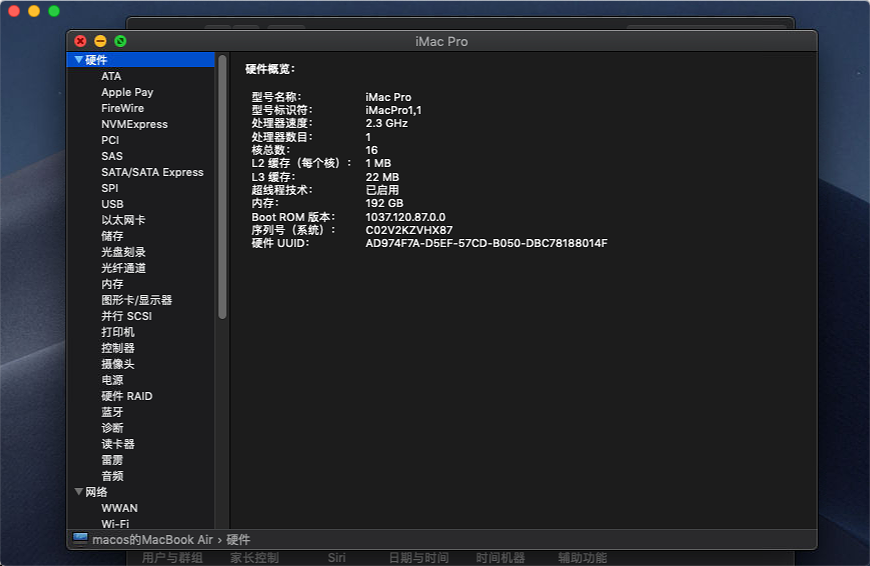 iMac Pro
硬件
ATA
Apple Pay
FireWire
NVMExpress
PCI
SAS
SATA/SATA Express
SPI
USB
以太网卡
储存
光盘刻录
光纤通道
内存
图形卡/显示器
并行 SCSI
打印机
控制器
摄像头
电源
硬件 RAID
蓝牙
诊断
读卡器
雷雳
音频
网络
WWAN
Wi-Fi
硬件概览：
型号名称： iMac Pro
型号标识符： iMacPro1,1
处理器速度： 2.3 GHz
处理器数目： 1
核总数： 16
L2 缓存（每个核）： 1 MB
L3 缓存： 22 MB
超线程技术： 已启用
内存： 192 GB
Boot ROM 版本： 1037.120.87.0.0
序列号（系统）： C02V2KZVHX87
硬件 UUID： AD974F7A-D5EF-57CD-B050-DBC78188014F
macos的MacBook Air › 硬件
用户与群组 家长控制 Siri 日期与时间 时间机器 辅助功能